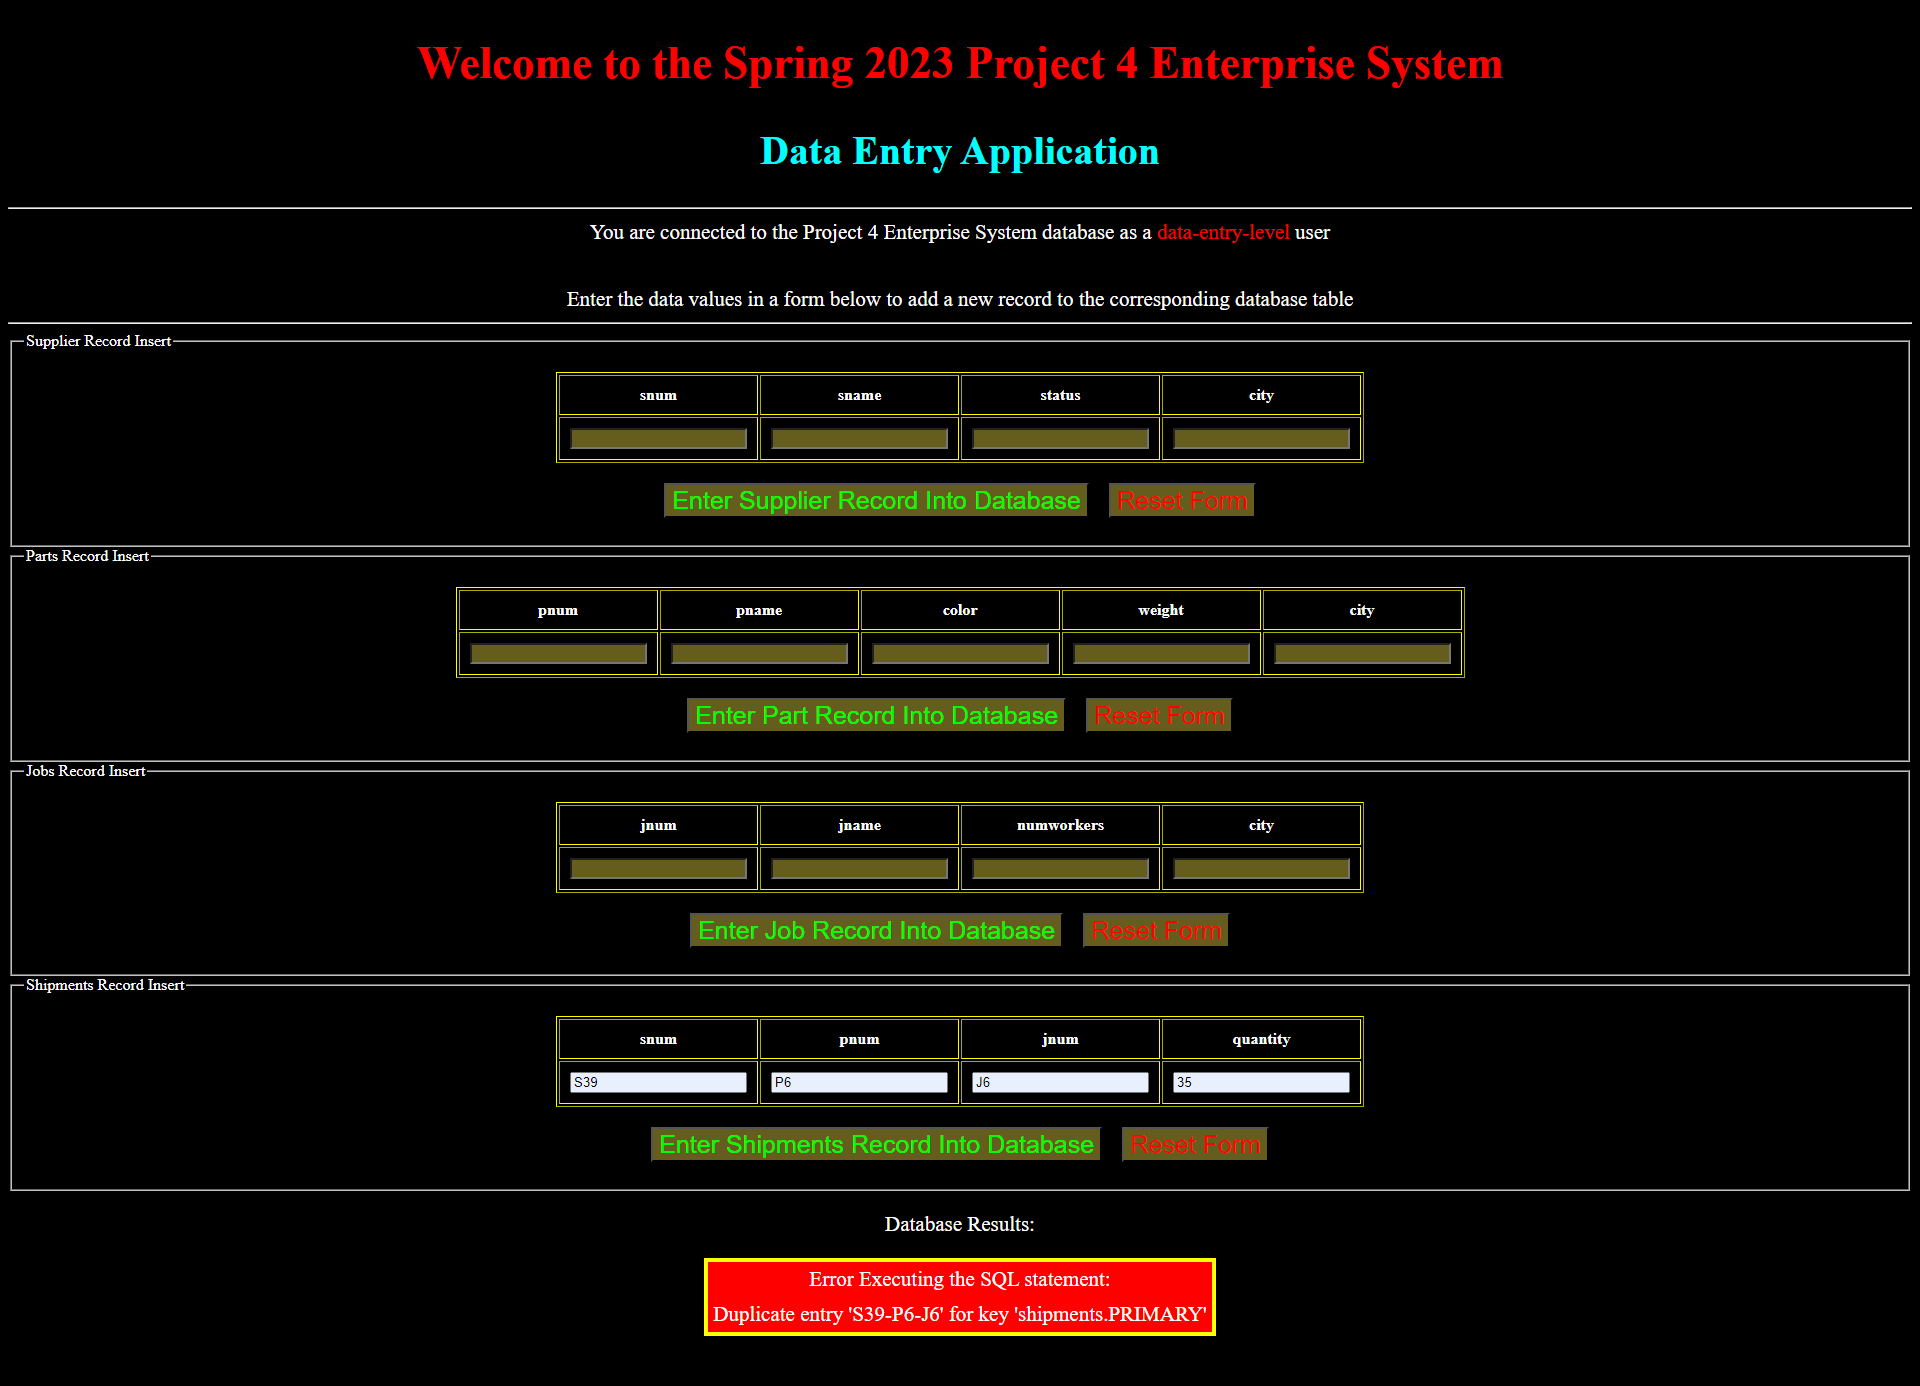 Welcome to the Spring 2023 Project 4 Enterprise System
Data Entry Application
You are connected to the Project 4 Enterprise System database as a data-entry-level user
Enter the data values in a form below to add a new record to the corresponding database table
Supplier Record Insert
snum sname status city
Enter Supplier Record Into Database Reset Form
Parts Record Insert
pnum pname color weight city
Enter Part Record Into Database Reset Form
Jobs Record Insert
jnum jname numworkers city
Enter Job Record Into Database Reset Form
Shipments Record Insert
snum pnum jnum quantity
S39 P6 J6 35
Enter Shipments Record Into Database Reset Form
Database Results:
Error Executing the SQL statement:
Duplicate entry 'S39-P6-J6' for key 'shipments.PRIMARY'